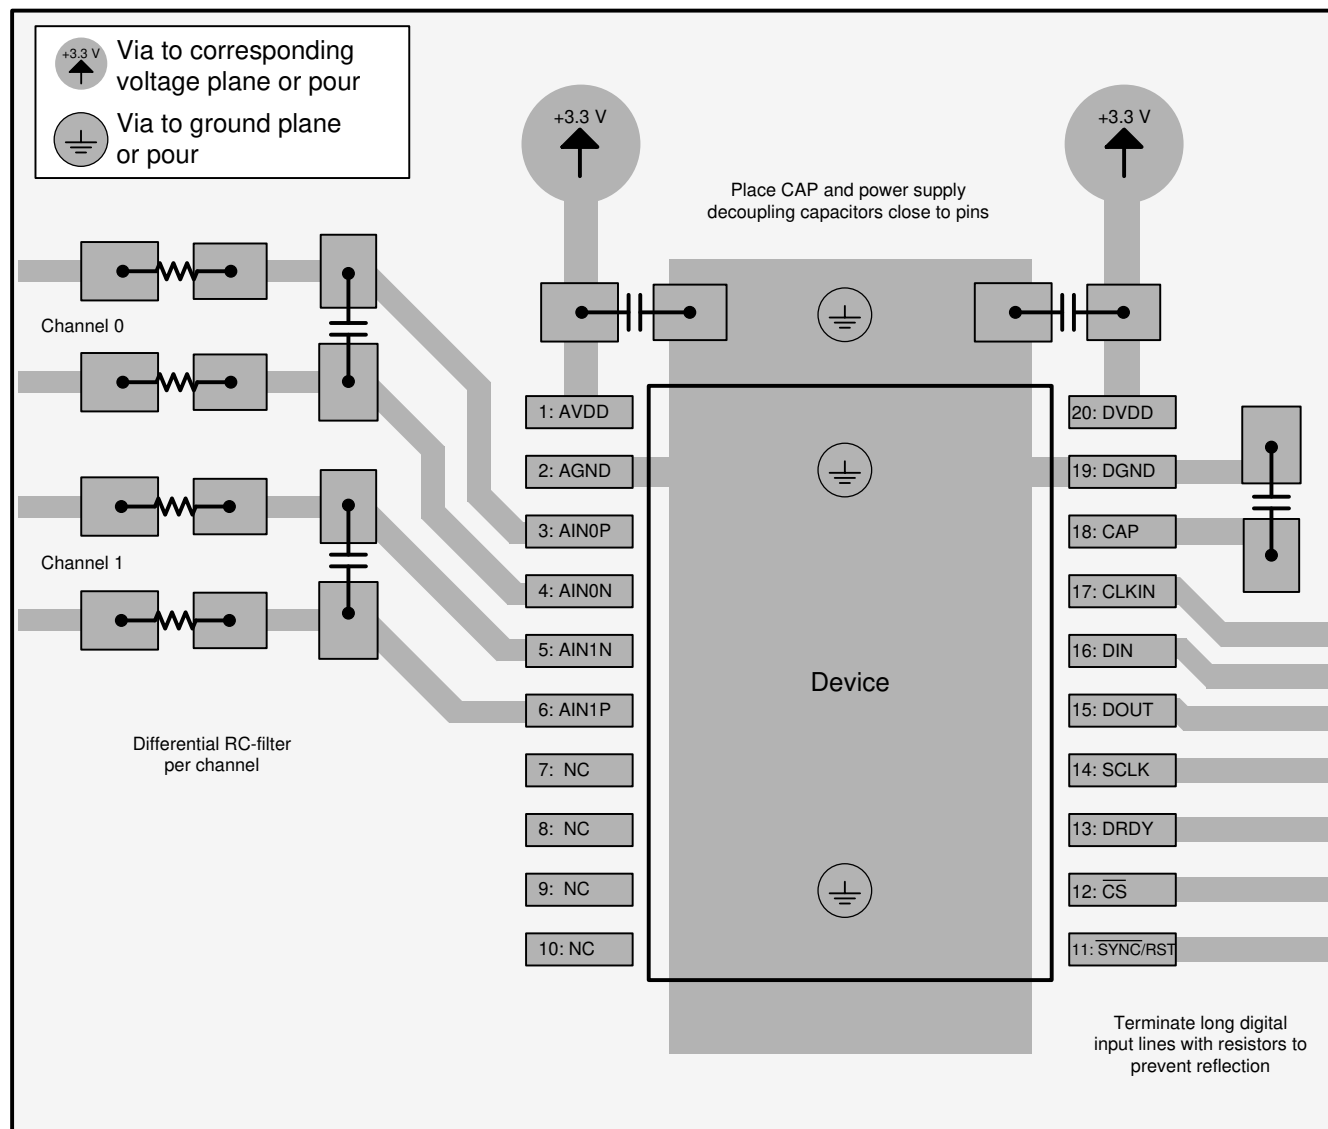 +3.3 V
Via to corresponding
voltage plane or pour
Via to ground plane
or pour
+3.3 V
+3.3 V
Place CAP and power supply
decoupling capacitors close to pins
Channel 0
Channel 1
Differential RC-filter
per channel
1: AVDD
2: AGND
3: AIN0P
4: AIN0N
5: AIN1N
6: AIN1P
7: NC
8: NC
9: NC
10: NC
Device
20: DVDD
19: DGND
18: CAP
17: CLKIN
16: DIN
15: DOUT
14: SCLK
13: DRDY
12: C̅S̅
11: S̅Y̅N̅C̅/RST
Terminate long digital
input lines with resistors to
prevent reflection